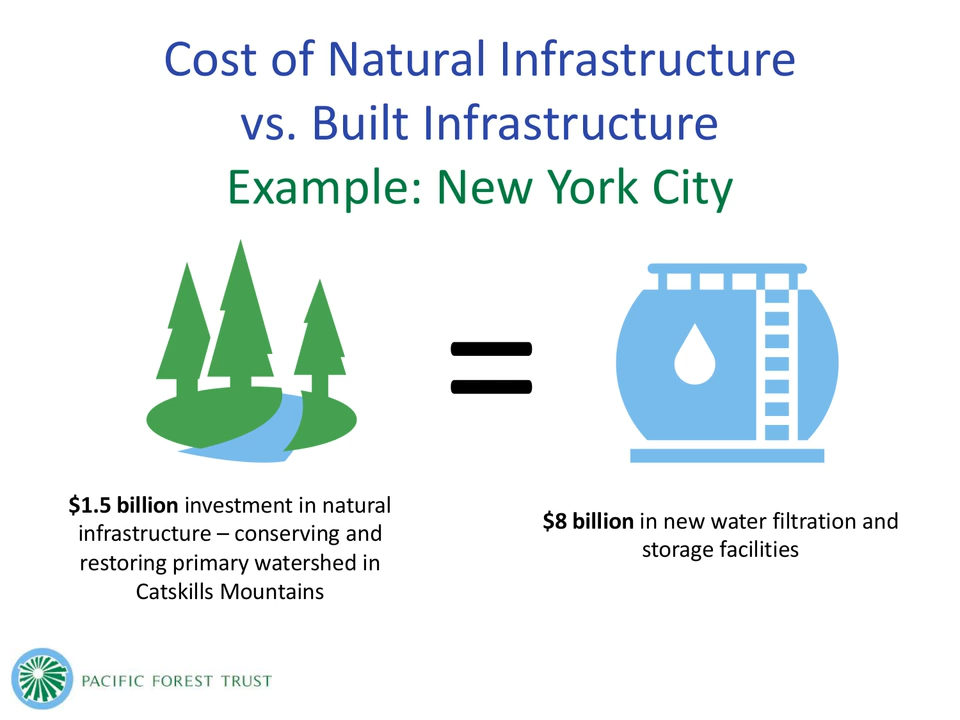 Cost of Natural Infrastructure
vs. Built Infrastructure
Example: New York City
$1.5 billion investment in natural
infrastructure – conserving and
restoring primary watershed in
Catskills Mountains
$8 billion in new water filtration and
storage facilities
PACIFIC FOREST TRUST